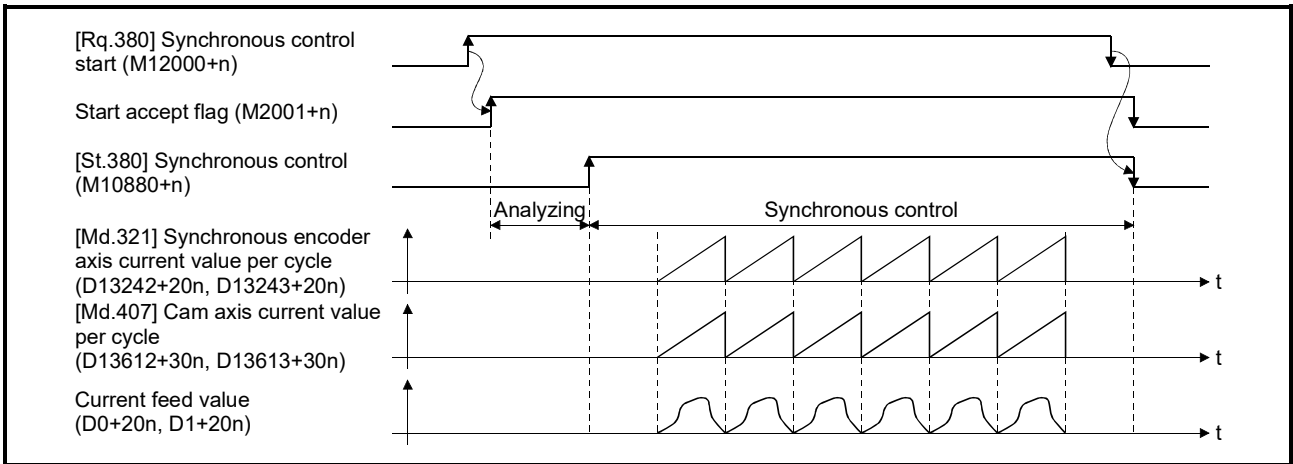 [Rq.380] Synchronous control
start (M12000+n)
Start accept flag (M2001+n)
[St.380] Synchronous control
(M10880+n)
Analyzing
Synchronous control
[Md.321] Synchronous encoder
axis current value per cycle
(D13242+20n, D13243+20n)
t
[Md.407] Cam axis current value
per cycle
(D13612+30n, D13613+30n)
t
Current feed value
(D0+20n, D1+20n)
t